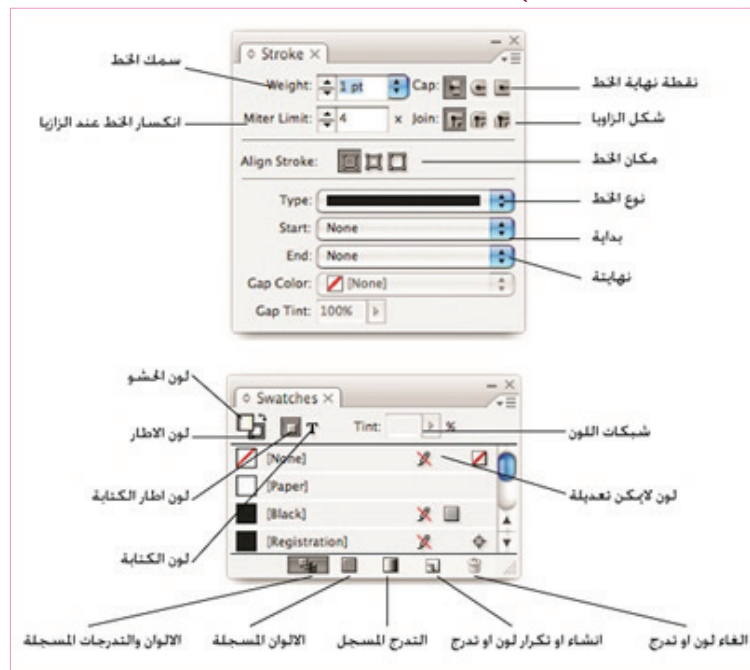 Stroke ×
سمك الخط
Weight: 1 pt Cap:
نقطة نهاية الخط
انكسار الخط عند الزازيا
Miter Limit: 4 x Join:
شكل الزاويا
Align Stroke:
مكان الخط
Type:
نوع الخط
Start: None
بداية
End: None
نهايتة
Gap Color: [None]
Gap Tint: 100%
لون الحشو
Swatches ×
لون الاطار
T Tint: %
شبكات اللون
[None]
لون اطار الكتابة
[Paper]
لون لايمكن تعديلة
[Black]
لون الكتابة
[Registration]
الغاء لون او تدرج
انشاء او تكرار لون او تدرج
التدرج المسجل
الالوان المسجلة
الالوان والتدرجات المسجلة